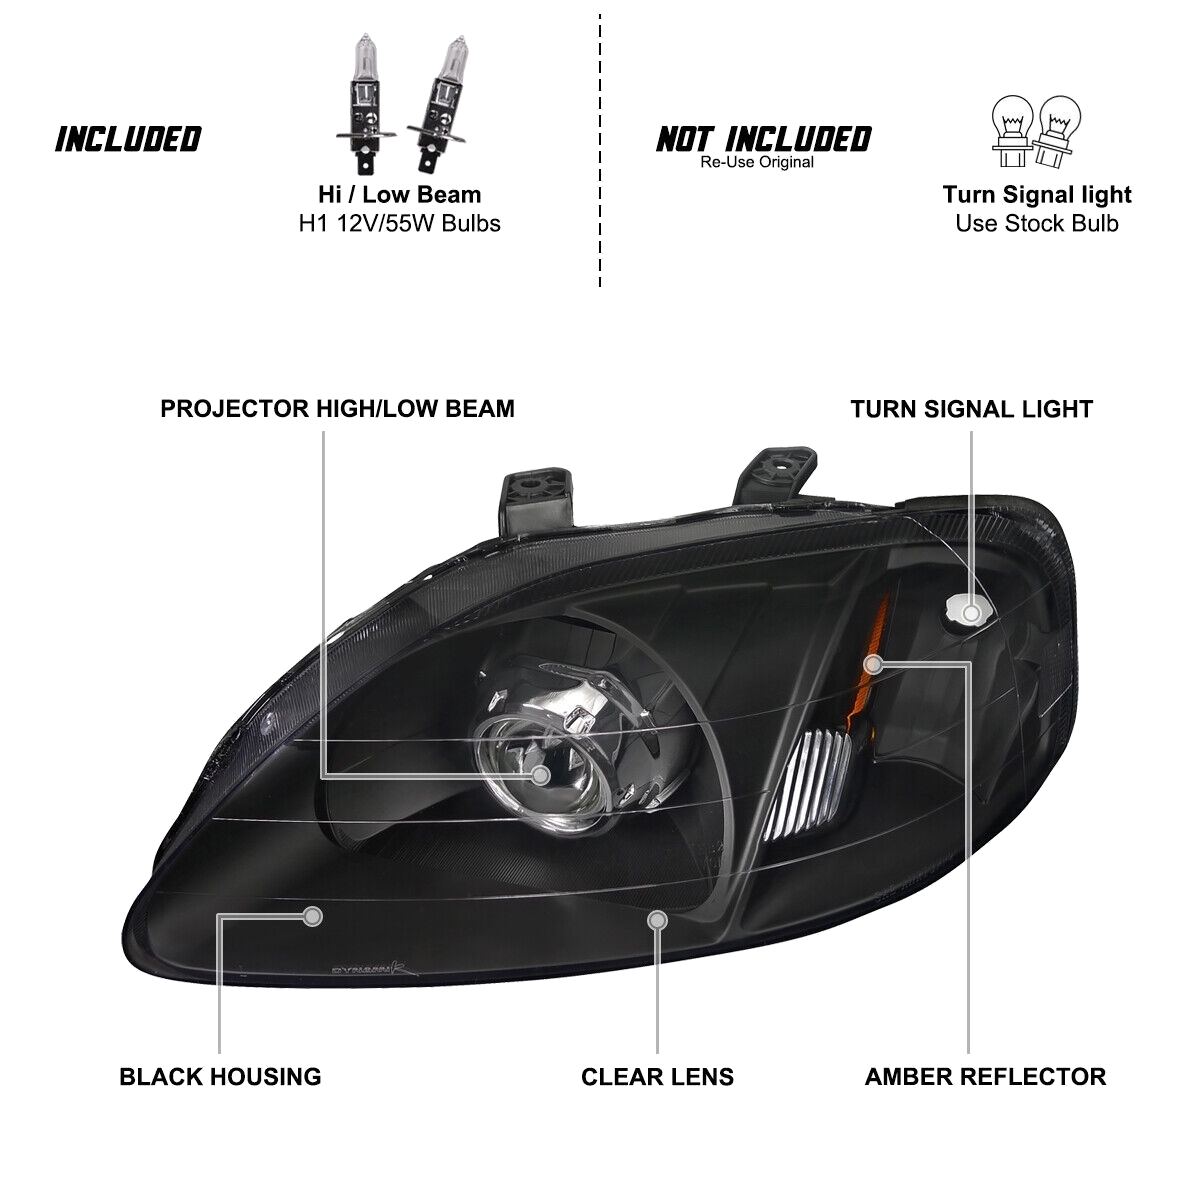 INCLUDED
Hi / Low Beam
H1 12V/55W Bulbs
NOT INCLUDED
Re-Use Original
Turn Signal light
Use Stock Bulb
PROJECTOR HIGH/LOW BEAM
TURN SIGNAL LIGHT
BLACK HOUSING
CLEAR LENS
AMBER REFLECTOR